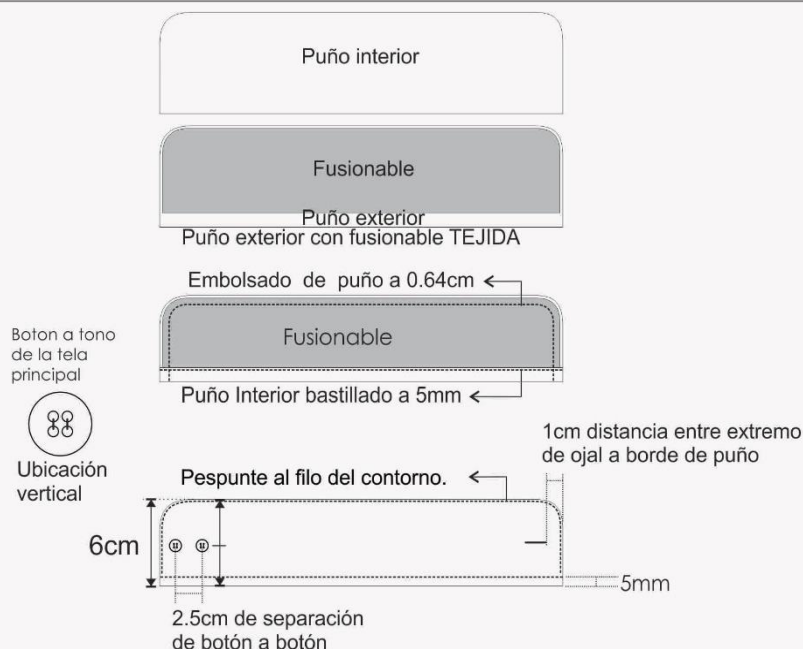 Puño interior
Fusionable
Puño exterior
Puño exterior con fusionable TEJIDA
Embolsado de puño a 0.64cm
Fusionable
Boton a tono
de la tela
principal
Puño Interior bastillado a 5mm
Ubicación
vertical
1cm distancia entre extremo
de ojal a borde de puño
Pespunte al filo del contorno.
6cm
5mm
2.5cm de separación
de botón a botón